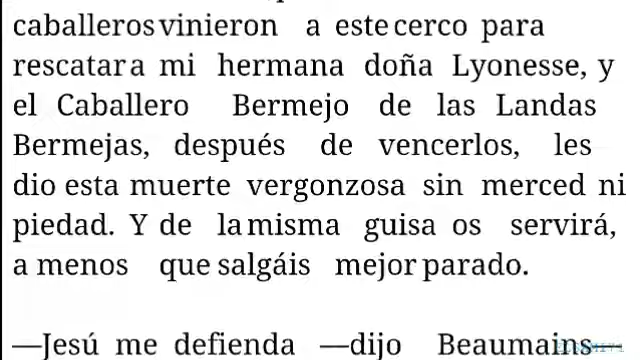 caballeros vinieron a este cerco para
rescatar a mi hermana doña Lyonesse, y
el Caballero Bermejo de las Landas
Bermejas, después de vencerlos, les
dio esta muerte vergonzosa sin merced ni
piedad. Y de la misma guisa os servirá,
a menos que salgáis mejor parado.
—Jesú me defienda —dijo Beaumains—